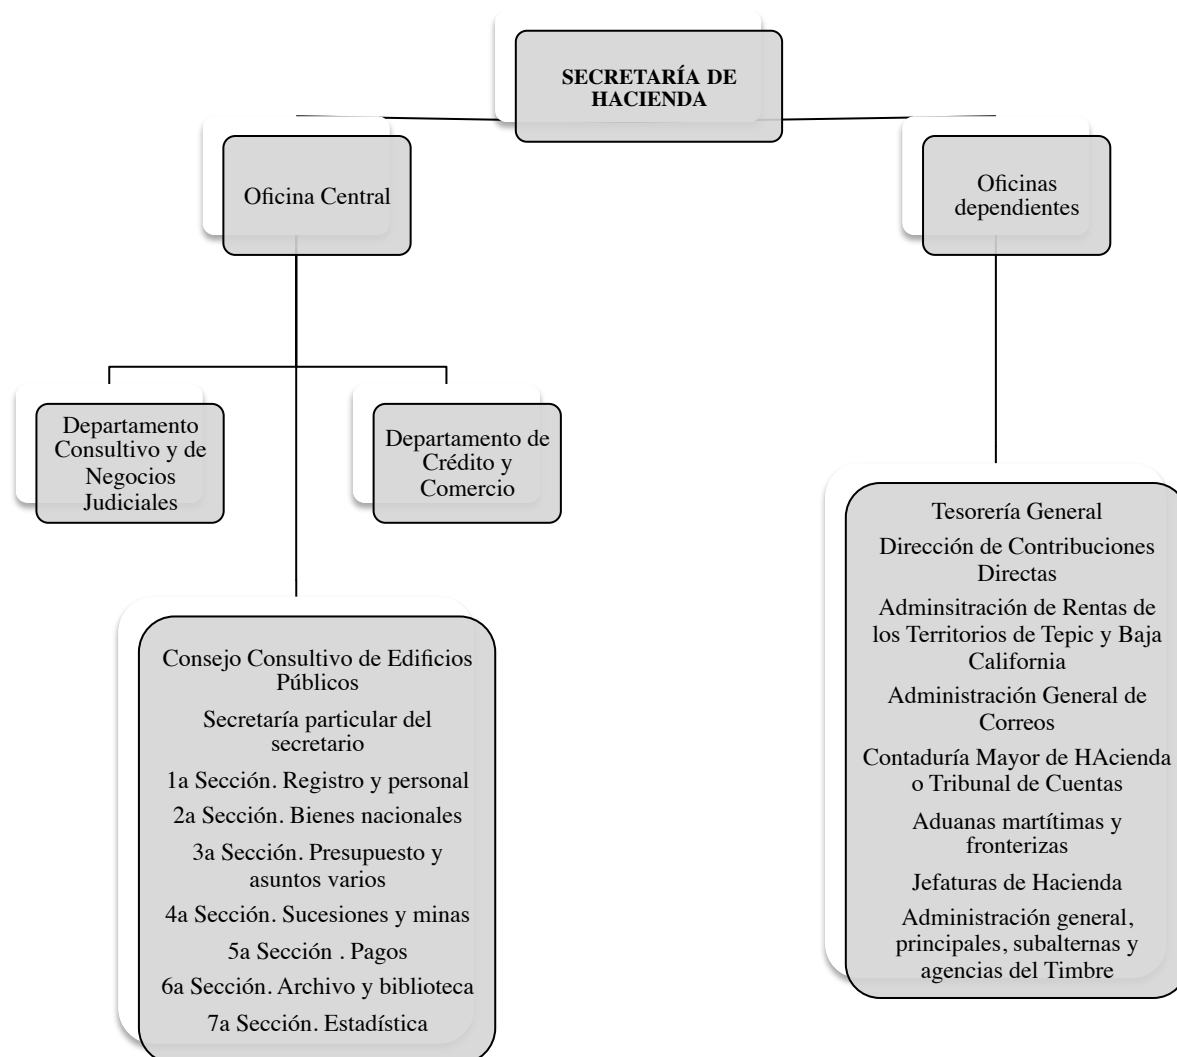 SECRETARÍA DE
HACIENDA
Oficina Central
Oficinas
dependientes
Departamento
Consultivo y de
Negocios
Judiciales
Departamento de
Crédito y
Comercio
Consejo Consultivo de Edificios
Públicos
Secretaría particular del
secretario
1a Sección. Registro y personal
2a Sección. Bienes nacionales
3a Sección. Presupuesto y
asuntos varios
4a Sección. Sucesiones y minas
5a Sección . Pagos
6a Sección. Archivo y biblioteca
7a Sección. Estadística
Tesorería General
Dirección de Contribuciones
Directas
Adminsitración de Rentas de
los Territorios de Tepic y Baja
California
Administración General de
Correos
Contaduría Mayor de HAcienda
o Tribunal de Cuentas
Aduanas martítimas y
fronterizas
Jefaturas de Hacienda
Administración general,
principales, subalternas y
agencias del Timbre